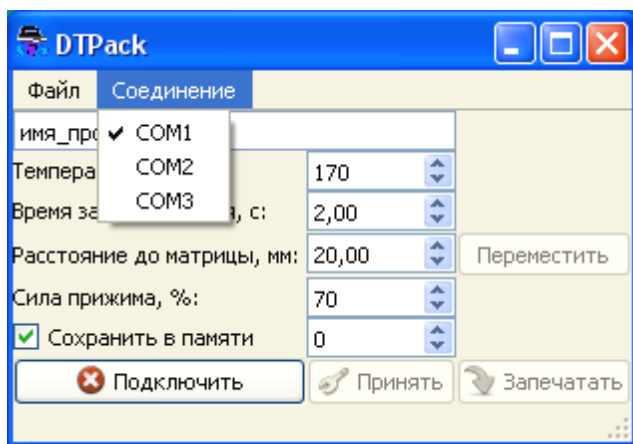 DTPack
Файл Соединение
имя_про
COM1
COM2
COM3
Темпера 170
Время за я, с: 2,00
Расстояние до матрицы, мм: 20,00 Переместить
Сила прижима, %: 70
Сохранить в памяти 0
Подключить Принять Запечатать